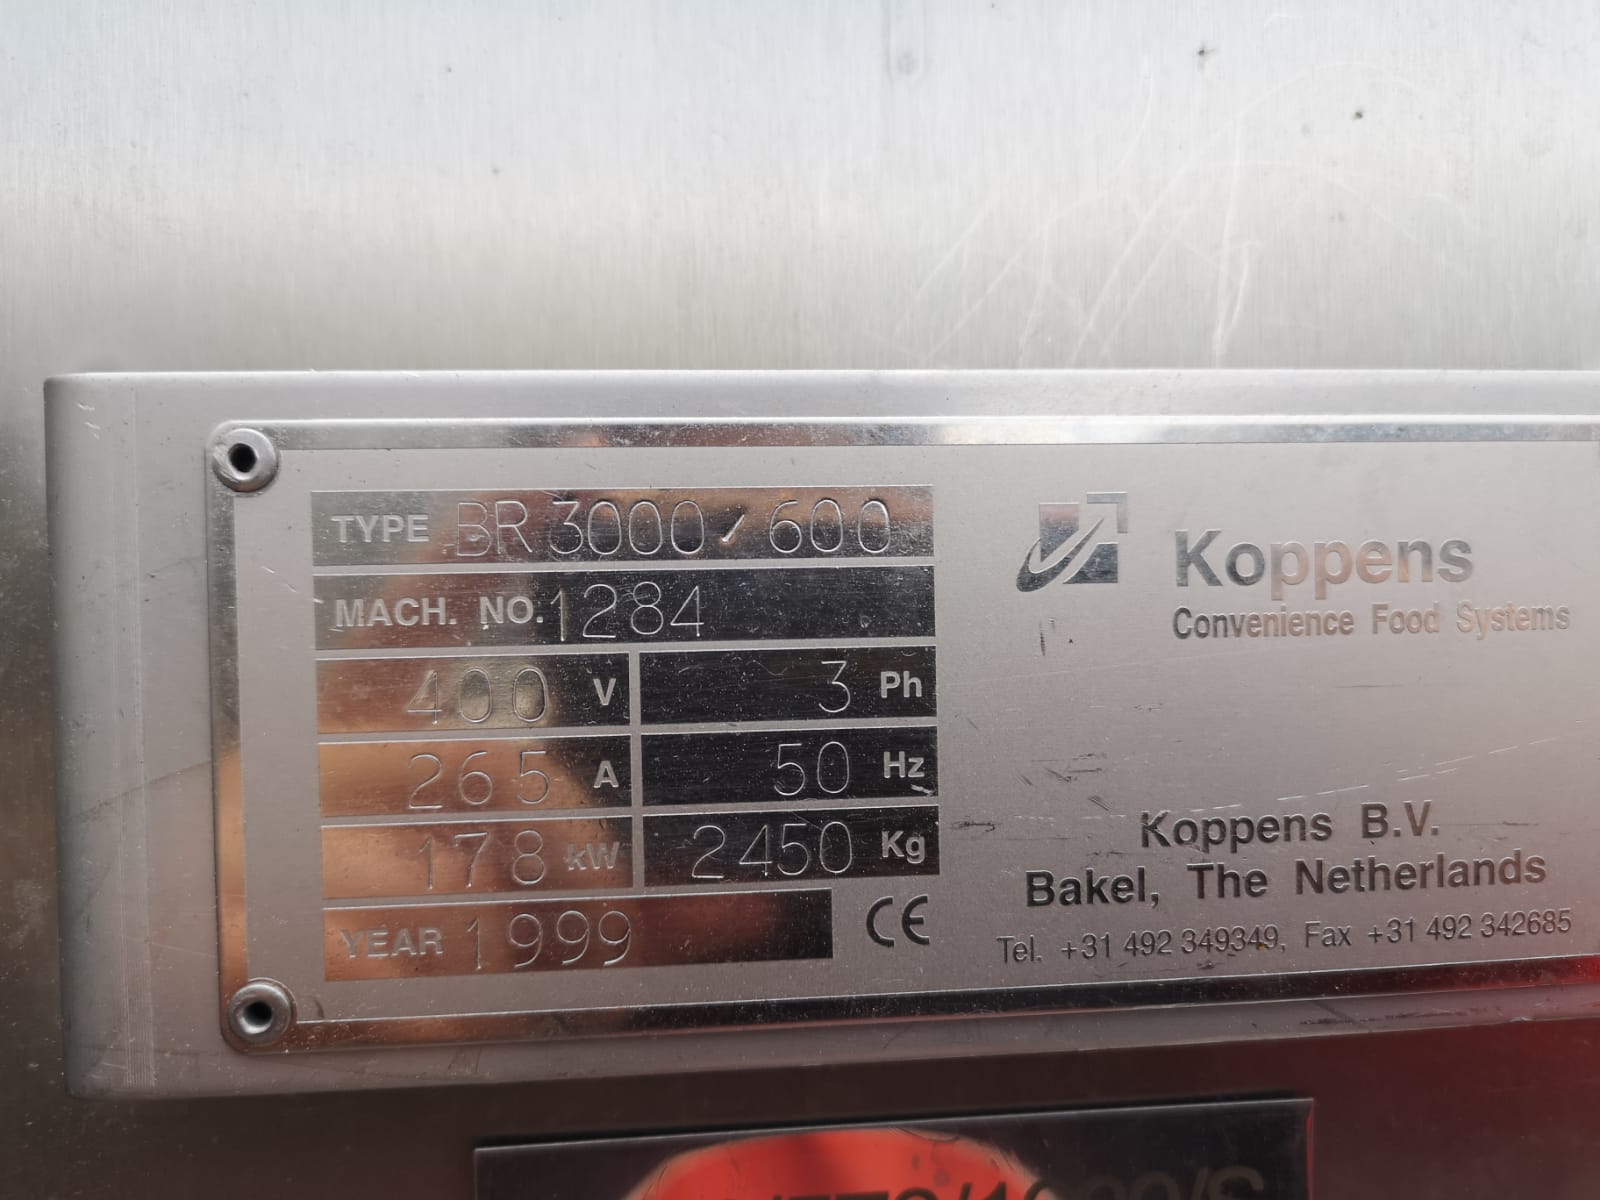 TYPE BR 3000/600
MACH. NO. 1284
400 V
3 Ph
265 A
50 Hz
178 kW
2450 Kg
YEAR 1999
CE
Koppens
Convenience Food Systems
Koppens B.V.
Bakel, The Netherlands
Tel. +31 492 349349, Fax +31 492 342685